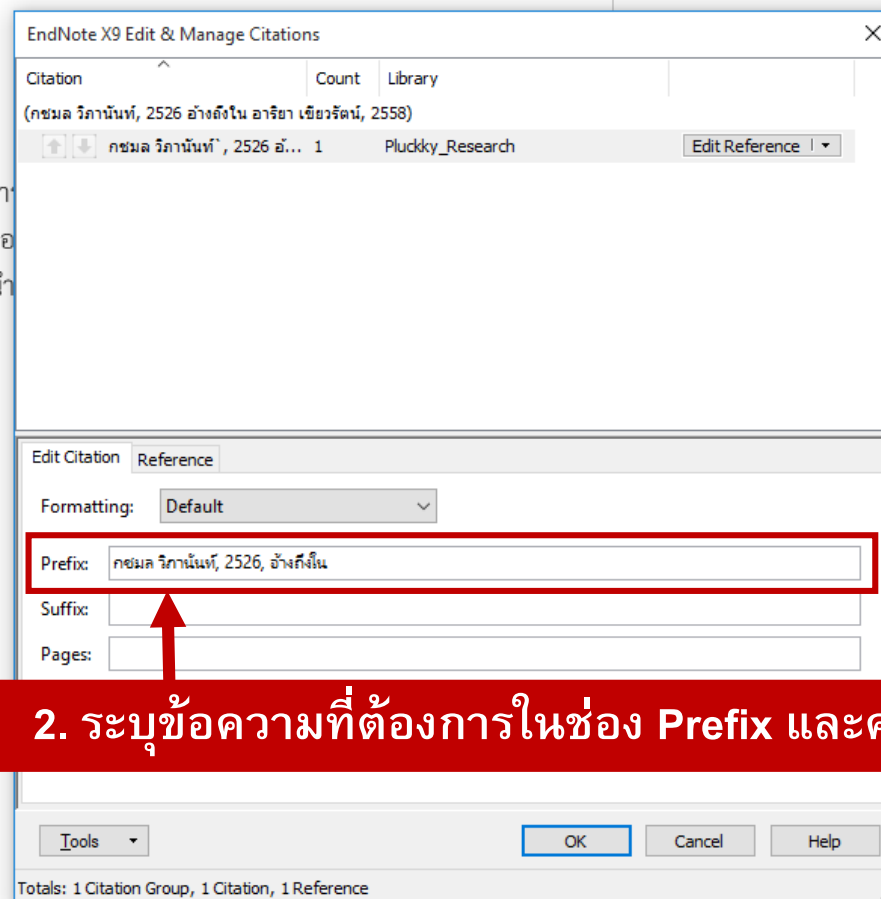 EndNote X9 Edit & Manage Citations
Citation Count Library
(กชมล วิภานันท์, 2526 อ้างถึงใน อาริยา เขียวรัตน์, 2558)
กชมล วิภานันท์`, 2526 อ้... 1 Pluckky_Research Edit Reference
Edit Citation Reference
Formatting: Default
Prefix: กชมล วิภานันท์, 2526, อ้างถึงใน
Suffix:
Pages:
2. ระบุข้อความที่ต้องการในช่อง Prefix และ
Tools OK Cancel Help
Totals: 1 Citation Group, 1 Citation, 1 Reference